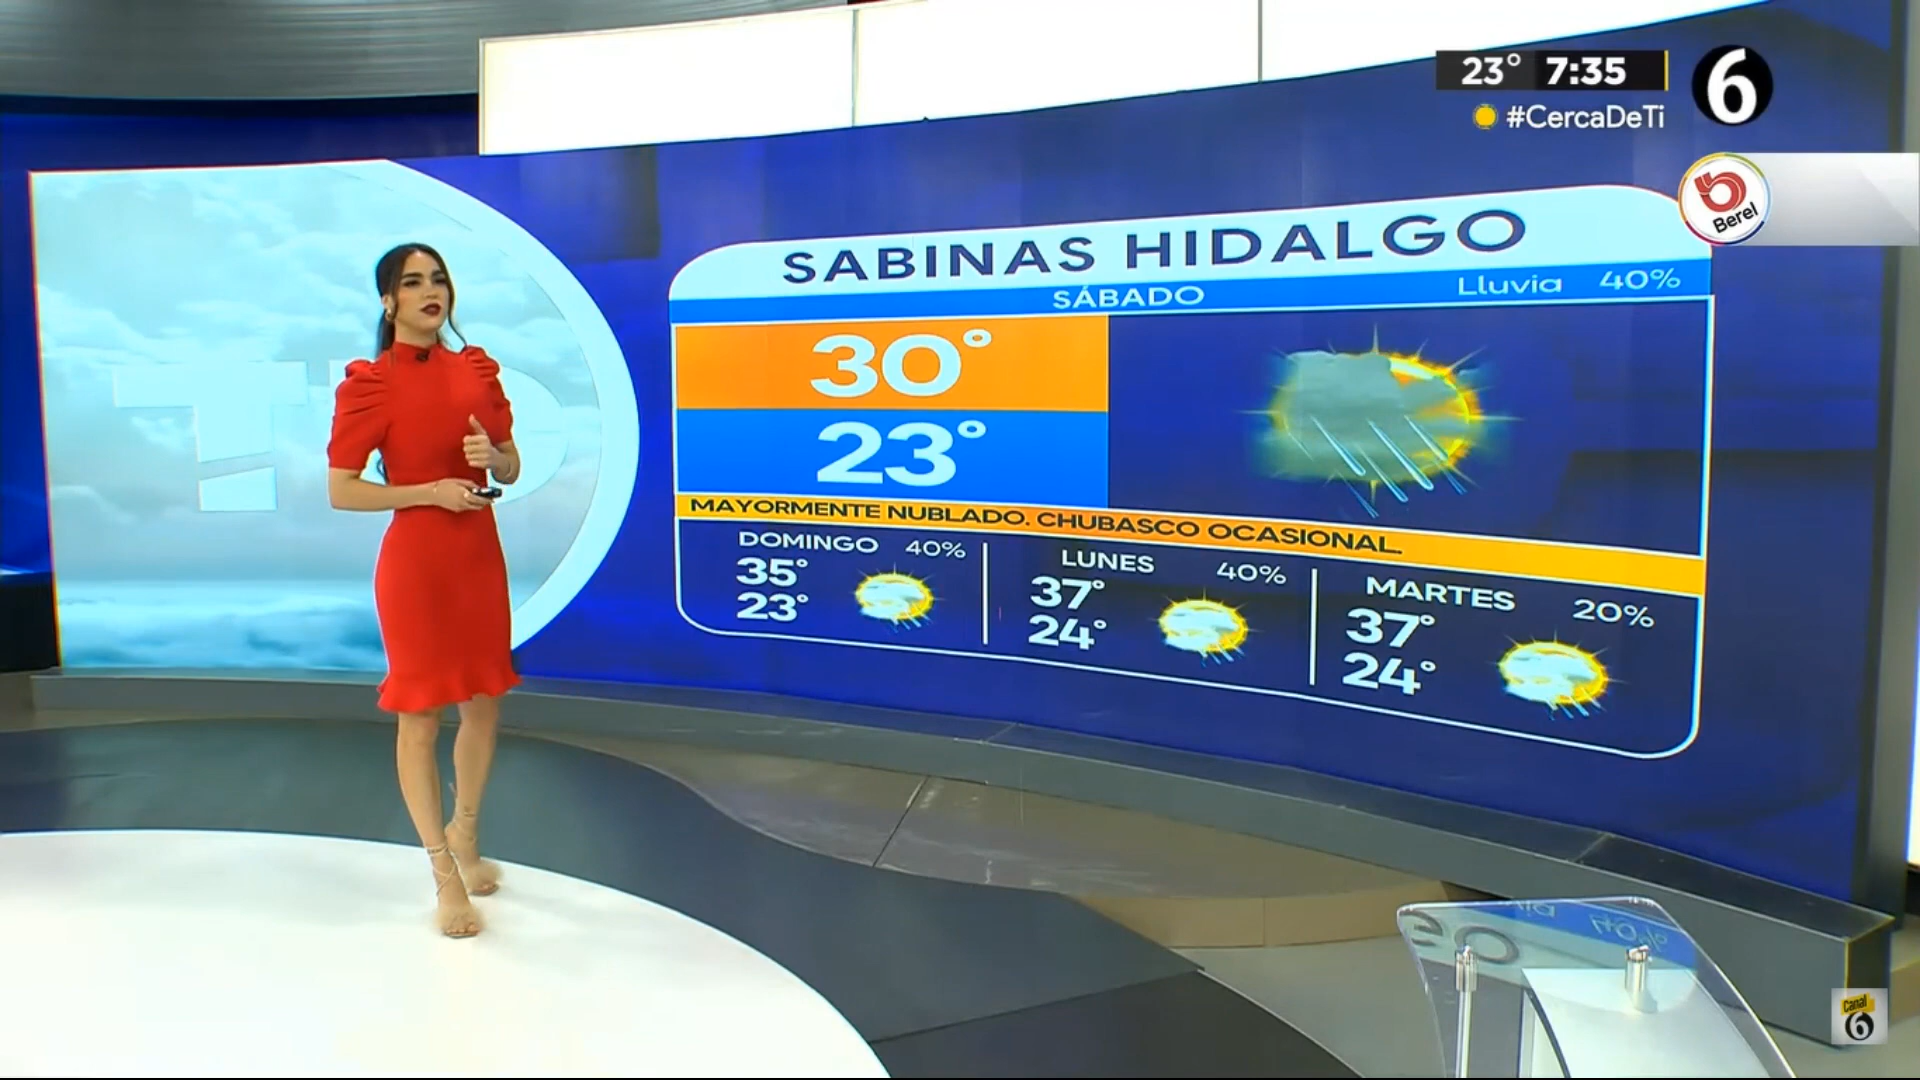 23° 7:35
6
#CercaDeTi
Berel
SABINAS HIDALGO
SÁBADO
Lluvia 40%
30°
23°
MAYORMENTE NUBLADO. CHUBASCO OCASIONAL.
DOMINGO 40%
35°
23°
LUNES 40%
37°
24°
MARTES 20%
37°
24°
Canal
6